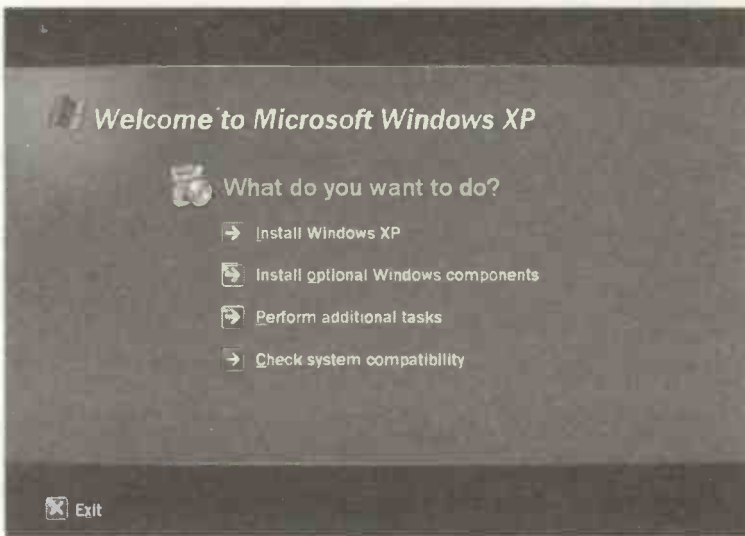 Welcome to Microsoft Windows XP
What do you want to do?
Install Windows XP
Install optional Windows components
Perform additional tasks
Check system compatibility
Exit